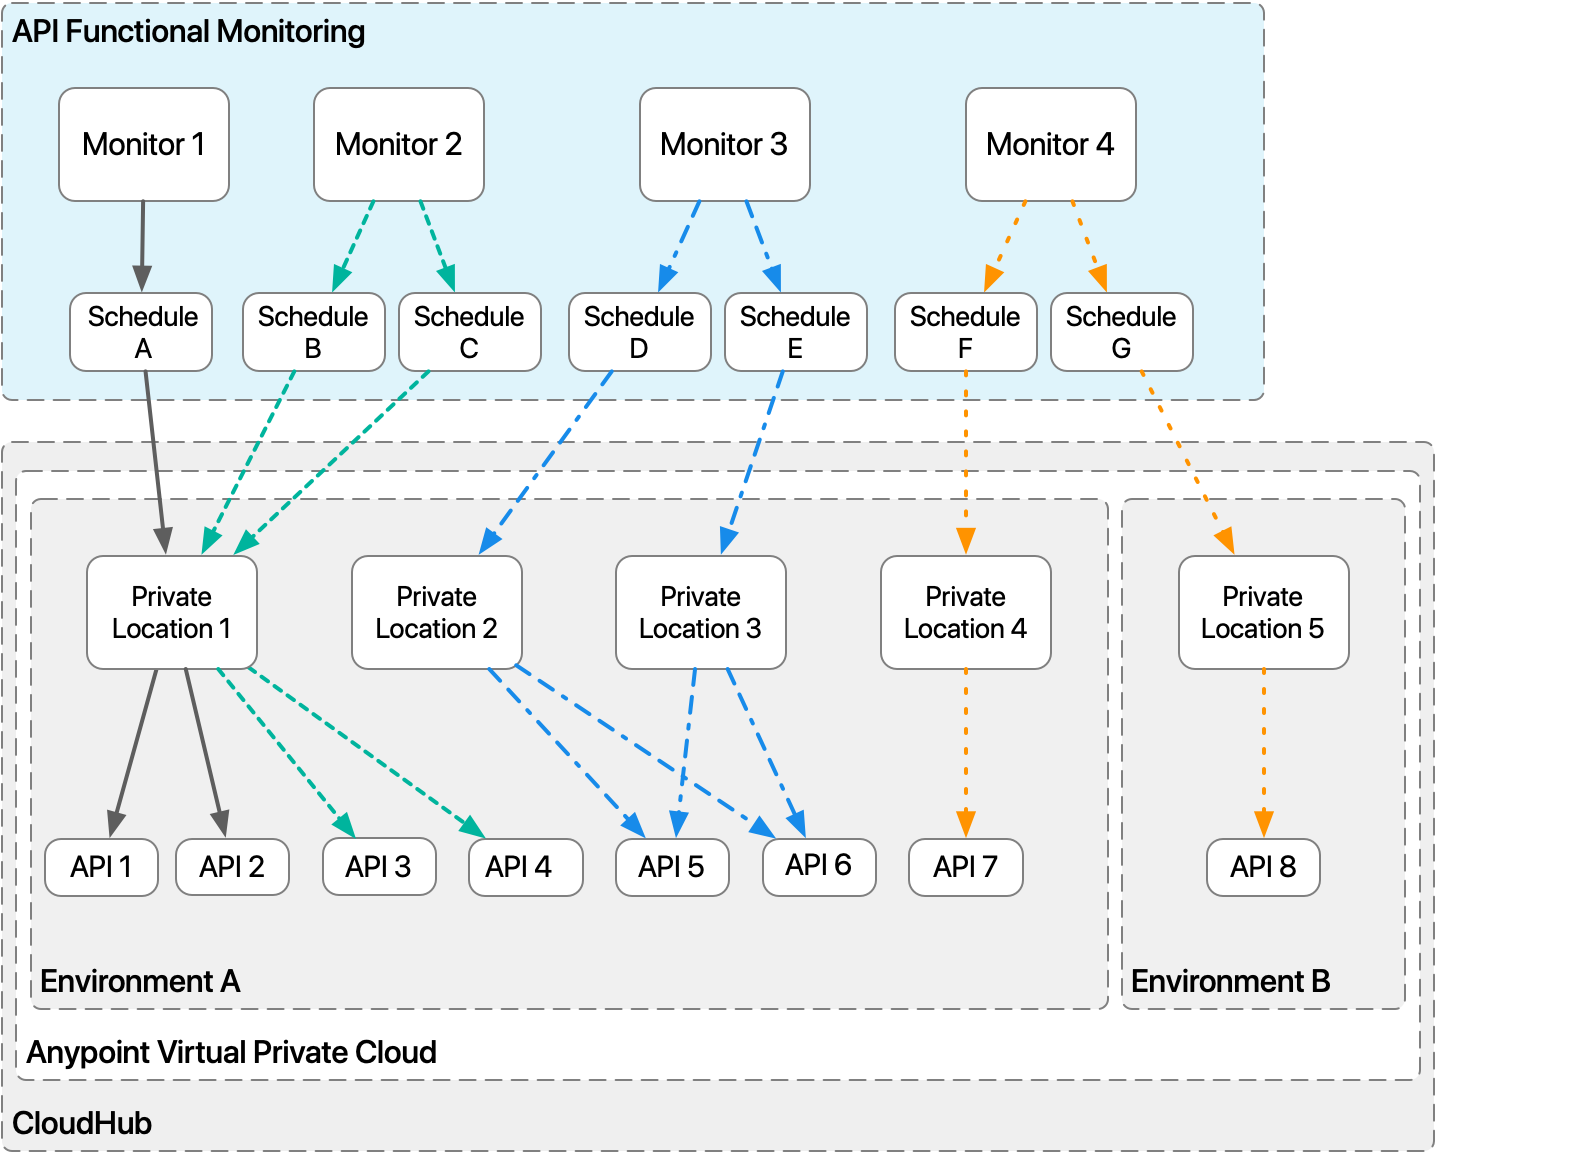 API Functional Monitoring
Monitor 1
Monitor 2
Monitor 3
Monitor 4
Schedule
A
Schedule
B
Schedule
C
Schedule
D
Schedule
E
Schedule
F
Schedule
G
Private
Location 1
Private
Location 2
Private
Location 3
Private
Location 4
Private
Location 5
API 1
API 2
API 3
API 4
API 5
API 6
API 7
API 8
Environment A
Environment B
Anypoint Virtual Private Cloud
CloudHub